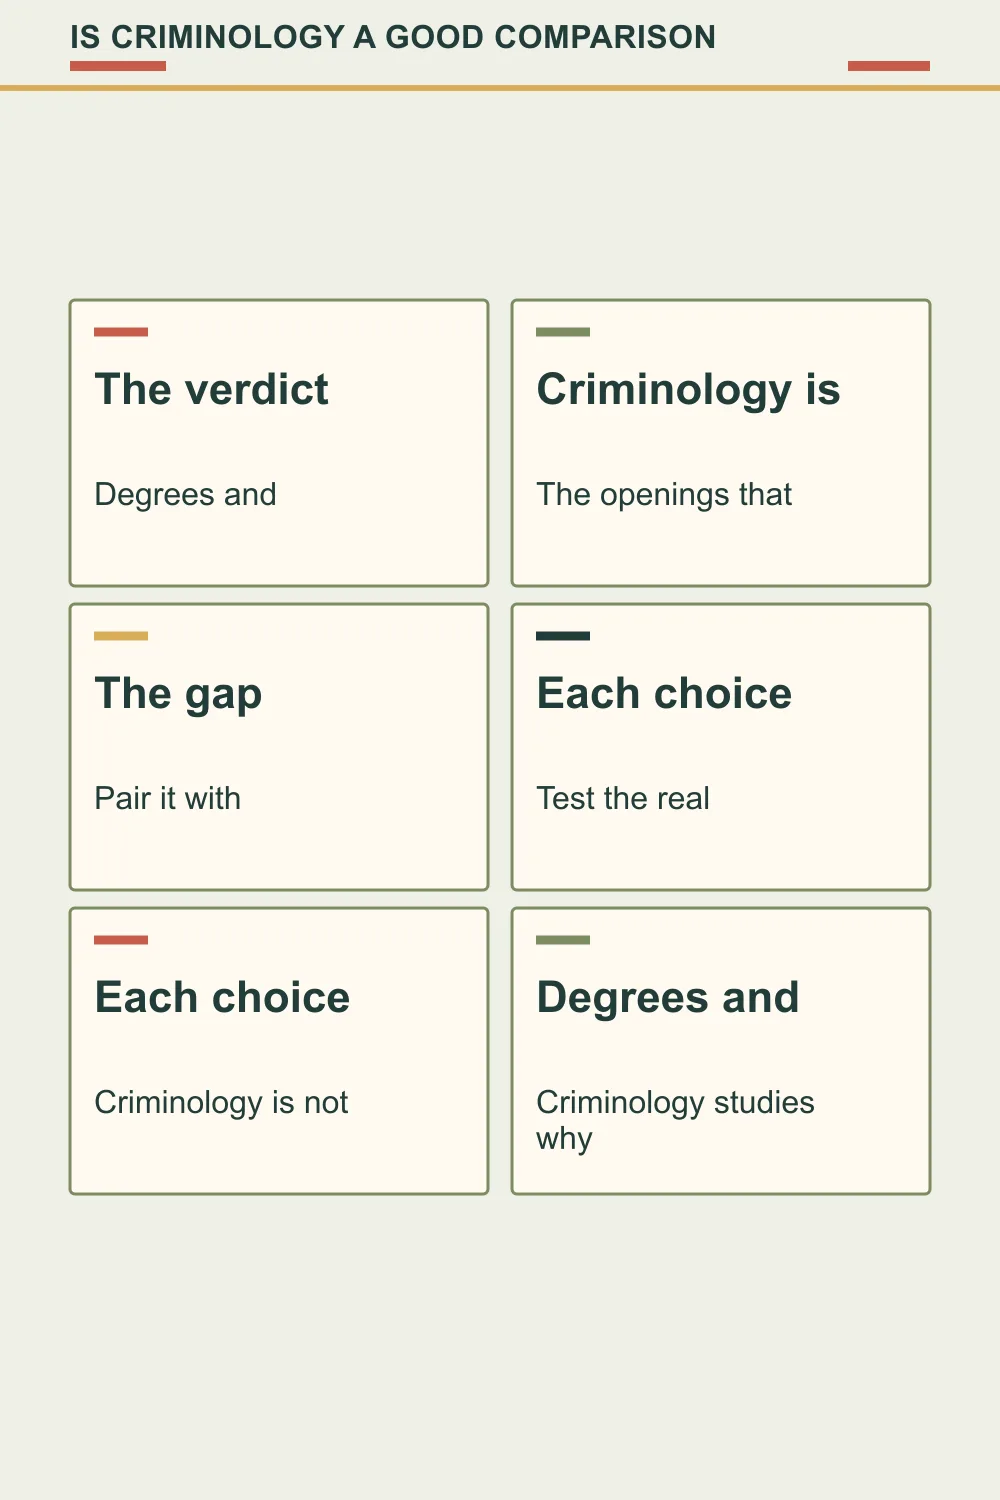 IS CRIMINOLOGY A GOOD COMPARISON
The verdict
Degrees and
Criminology is
The openings that
The gap
Pair it with
Each choice
Test the real
Each choice
Criminology is not
Degrees and
Criminology studies
why